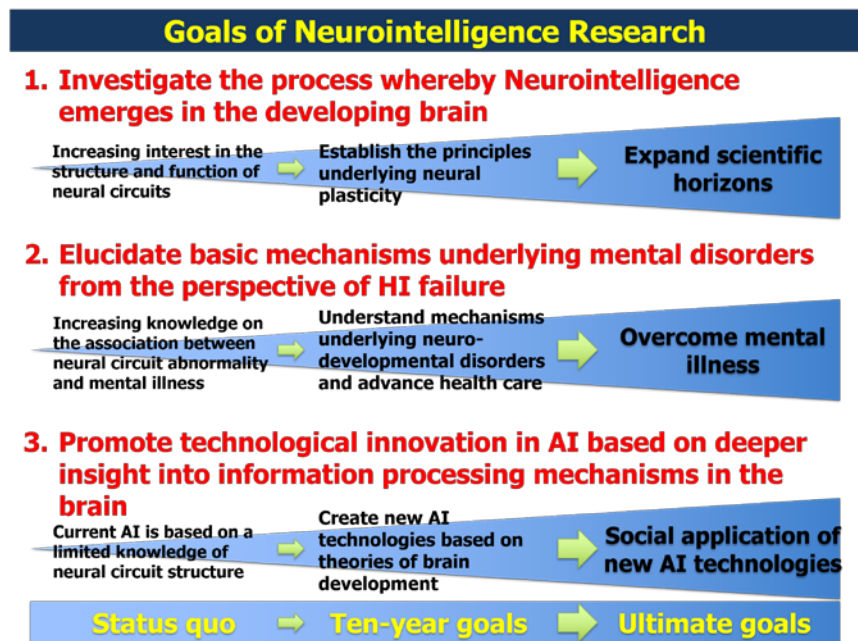 Goals of Neurointelligence Research
1. Investigate the process whereby Neurointelligence
emerges in the developing brain
Increasing interest in the
structure and function of
neural circuits
Establish the principles
underlying neural
plasticity
Expand scientific
horizons
2. Elucidate basic mechanisms underlying mental disorders
from the perspective of HI failure
Increasing knowledge on
the association between
neural circuit abnormality
and mental illness
Understand mechanisms
underlying neuro-
developmental disorders
and advance health care
Overcome mental
illness
3. Promote technological innovation in AI based on deeper
insight into information processing mechanisms in the
brain
Current AI is based on a
limited knowledge of
neural circuit structure
Create new AI
technologies based on
theories of brain
development
Social application of
new AI technologies
Status quo
Ten-year goals
Ultimate goals